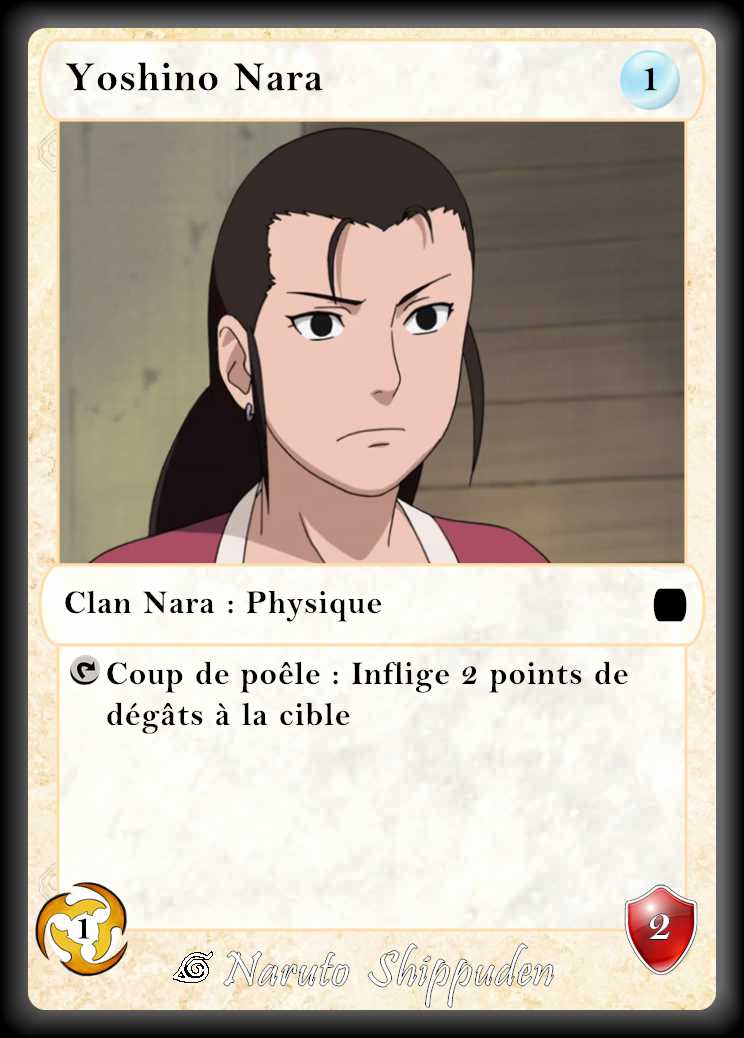 Yoshino Nara 1
Clan Nara : Physique
Coup de poêle : Inflige 2 points de
dégâts à la cible
1
2
Naruto Shippuden